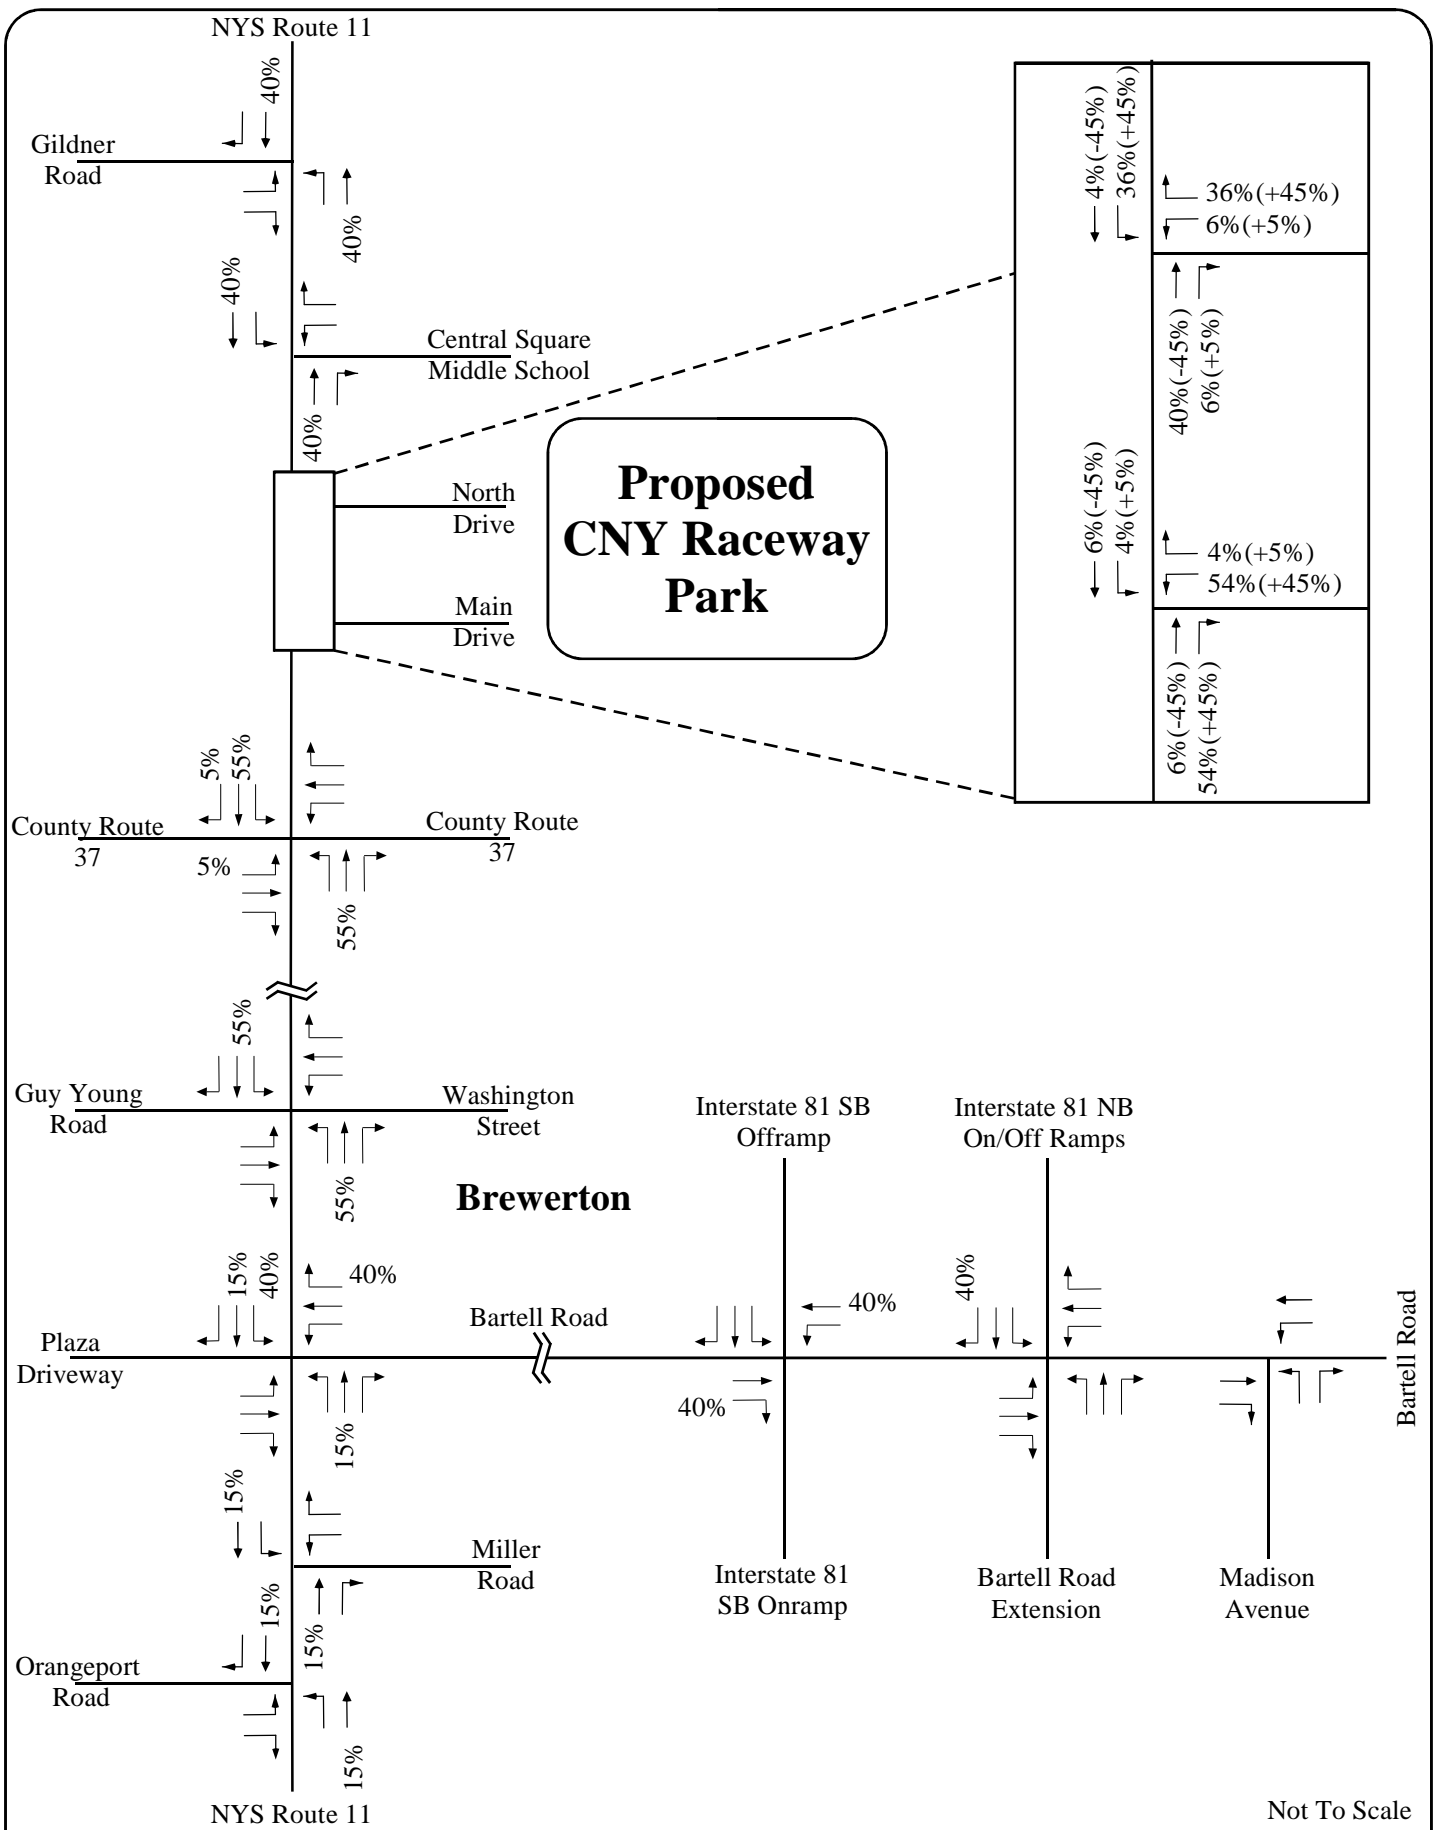 NYS Route 11
40%
Gildner
Road
40%
40%
Central Square
Middle School
40%
North
Drive
Main
Drive
Proposed
CNY Raceway
Park
4%(-45%)
36%(+45%)
36%(+45%)
6%(+5%)
40%(-45%)
6%(+5%)
6%(-45%)
4%(+5%)
4%(+5%)
54%(+45%)
6%(-45%)
54%(+45%)
5%
55%
County Route
37
County Route
37
5%
55%
55%
Guy Young
Road
Washington
Street
55%
Brewerton
Interstate 81 SB
Offramp
Interstate 81 NB
On/Off Ramps
15%
40%
40%
Plaza
Driveway
Bartell Road
15%
40%
40%
40%
Bartell Road
Interstate 81
SB Onramp
Bartell Road
Extension
Madison
Avenue
15%
Miller
Road
15%
15%
Orangeport
Road
15%
NYS Route 11
Not To Scale